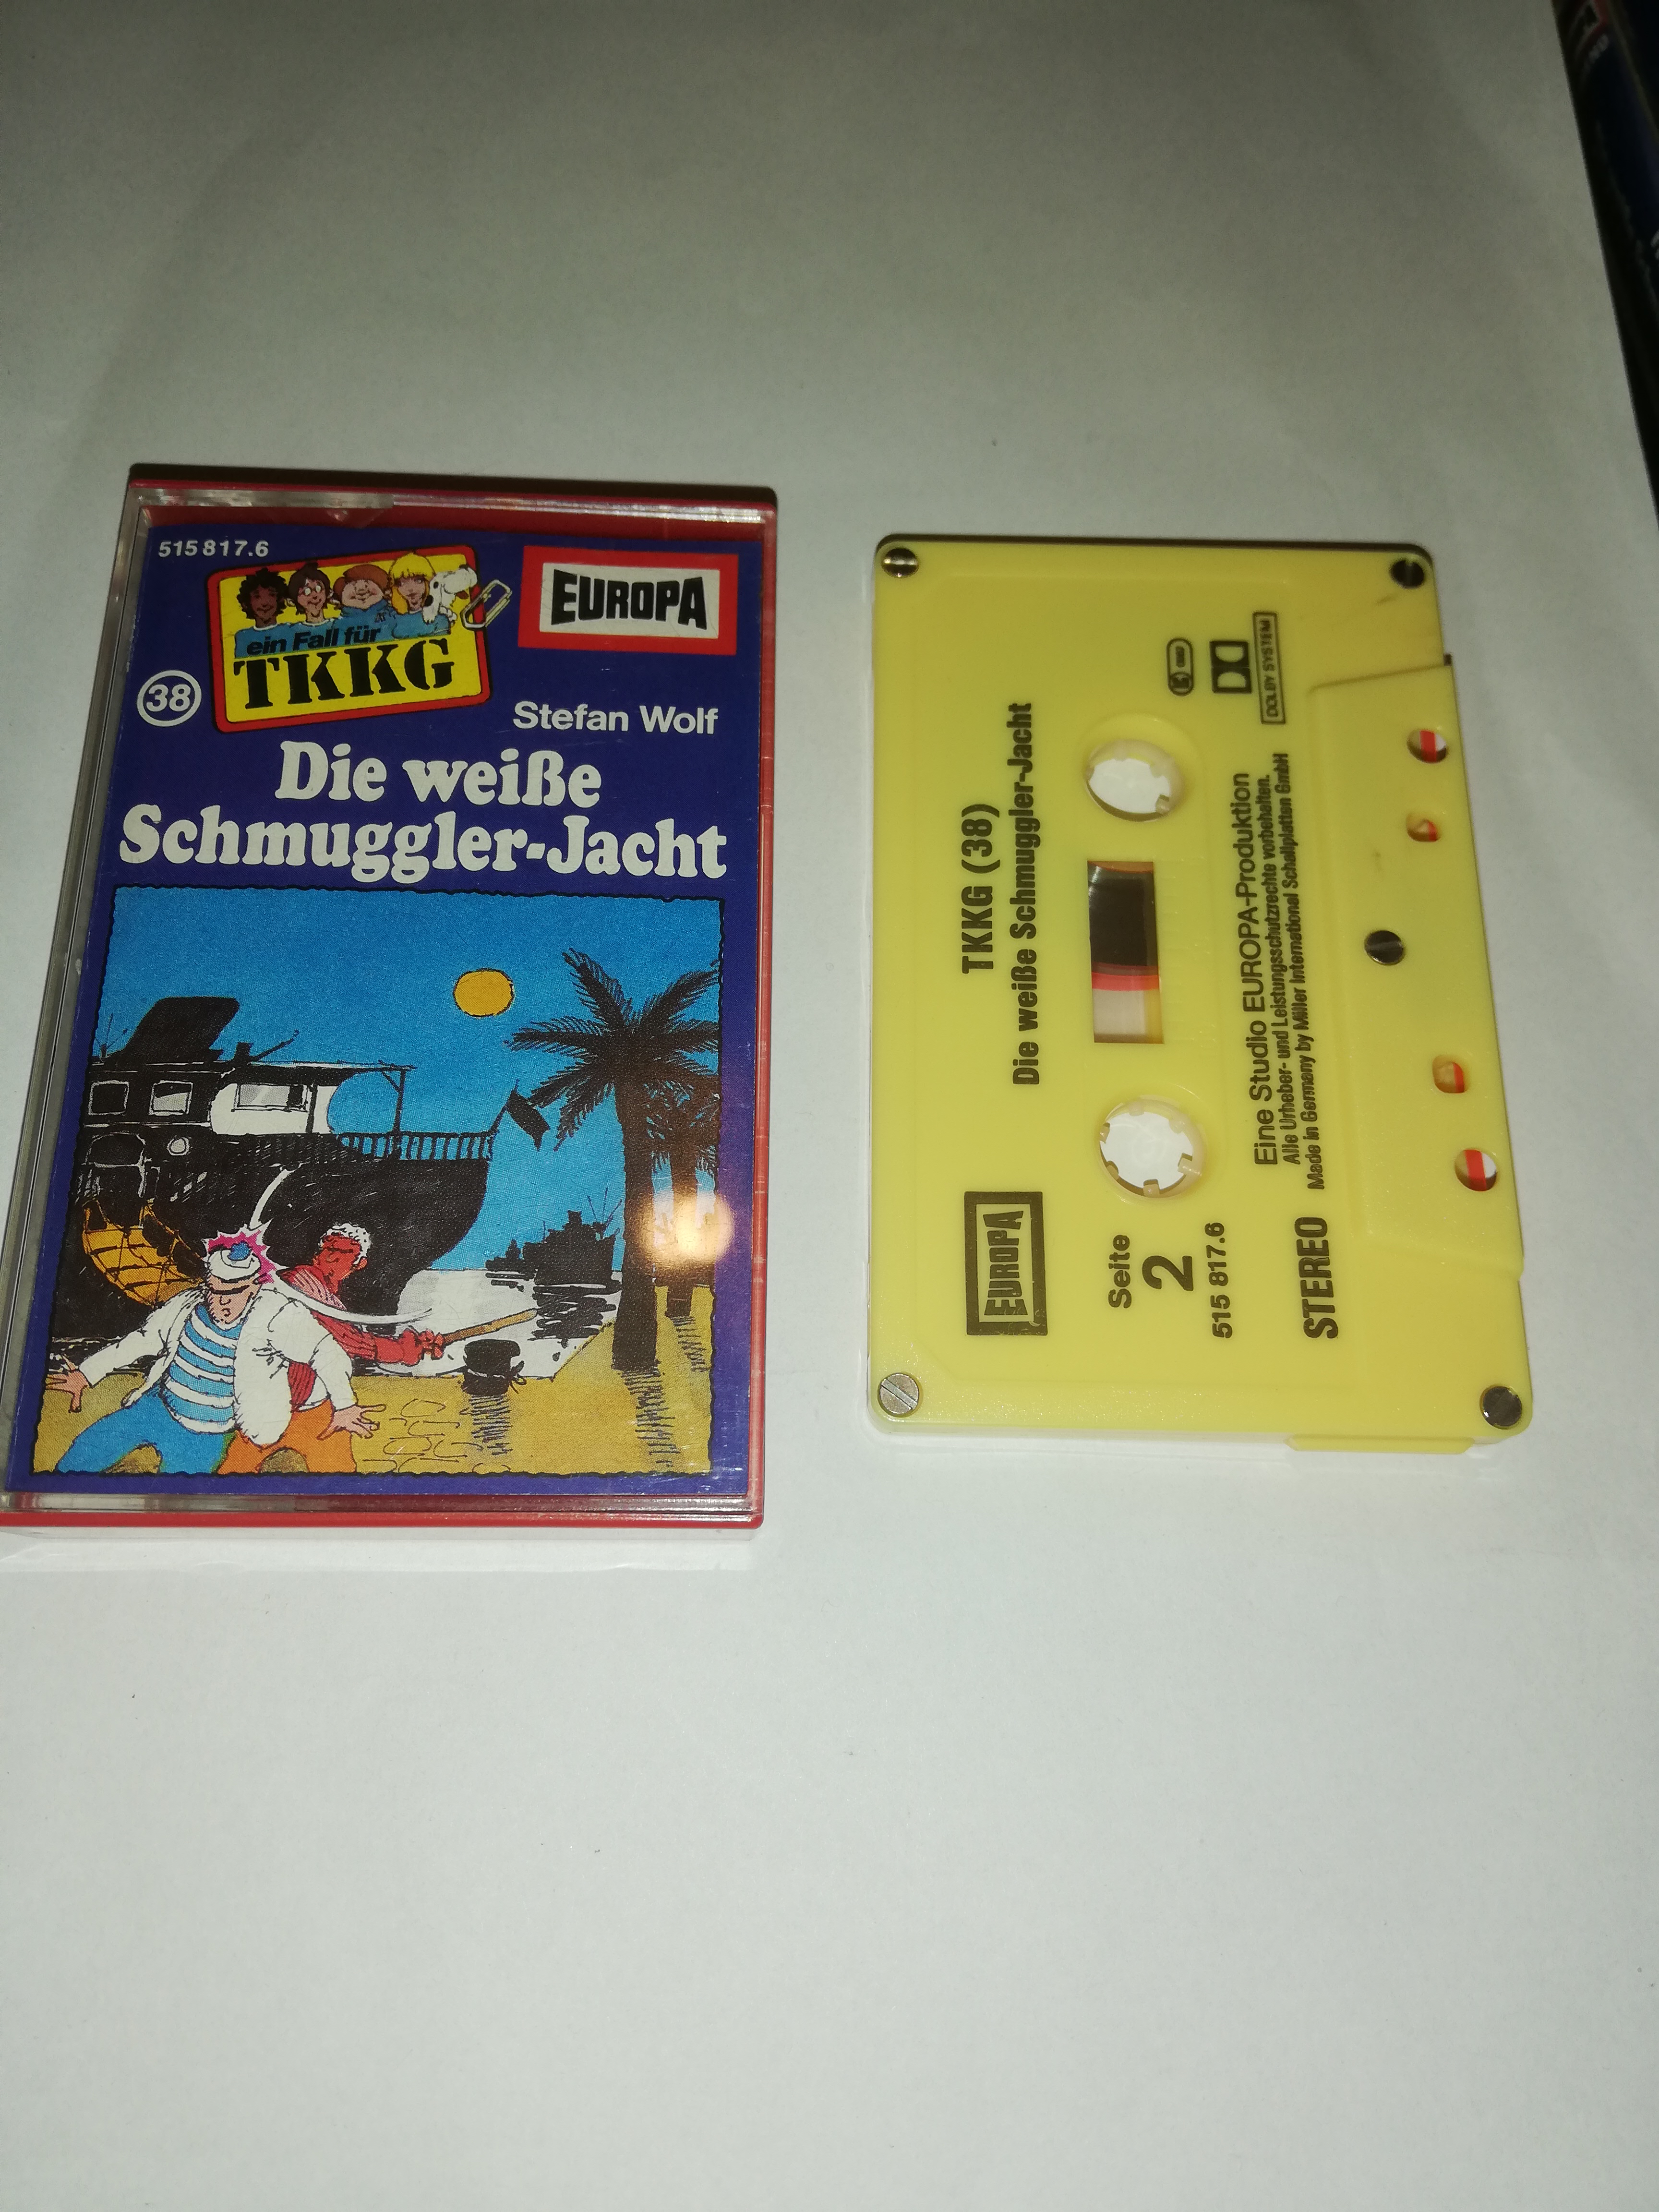 515 817.6
ein Fall für
TKKG
EUROPA
38
Stefan Wolf
Die weiße
Schmuggler-Jacht
TKKG (38)
Die weiße Schmuggler-Jacht
EUROPA
Seite
2
515 817.6
STEREO
DOLBY SYSTEM
Eine Studio EUROPA-Produktion
Alle Urheber- und Leistungsschutzrechte vorbehalten.
Made in Germany by Miller International Schallplatten GmbH